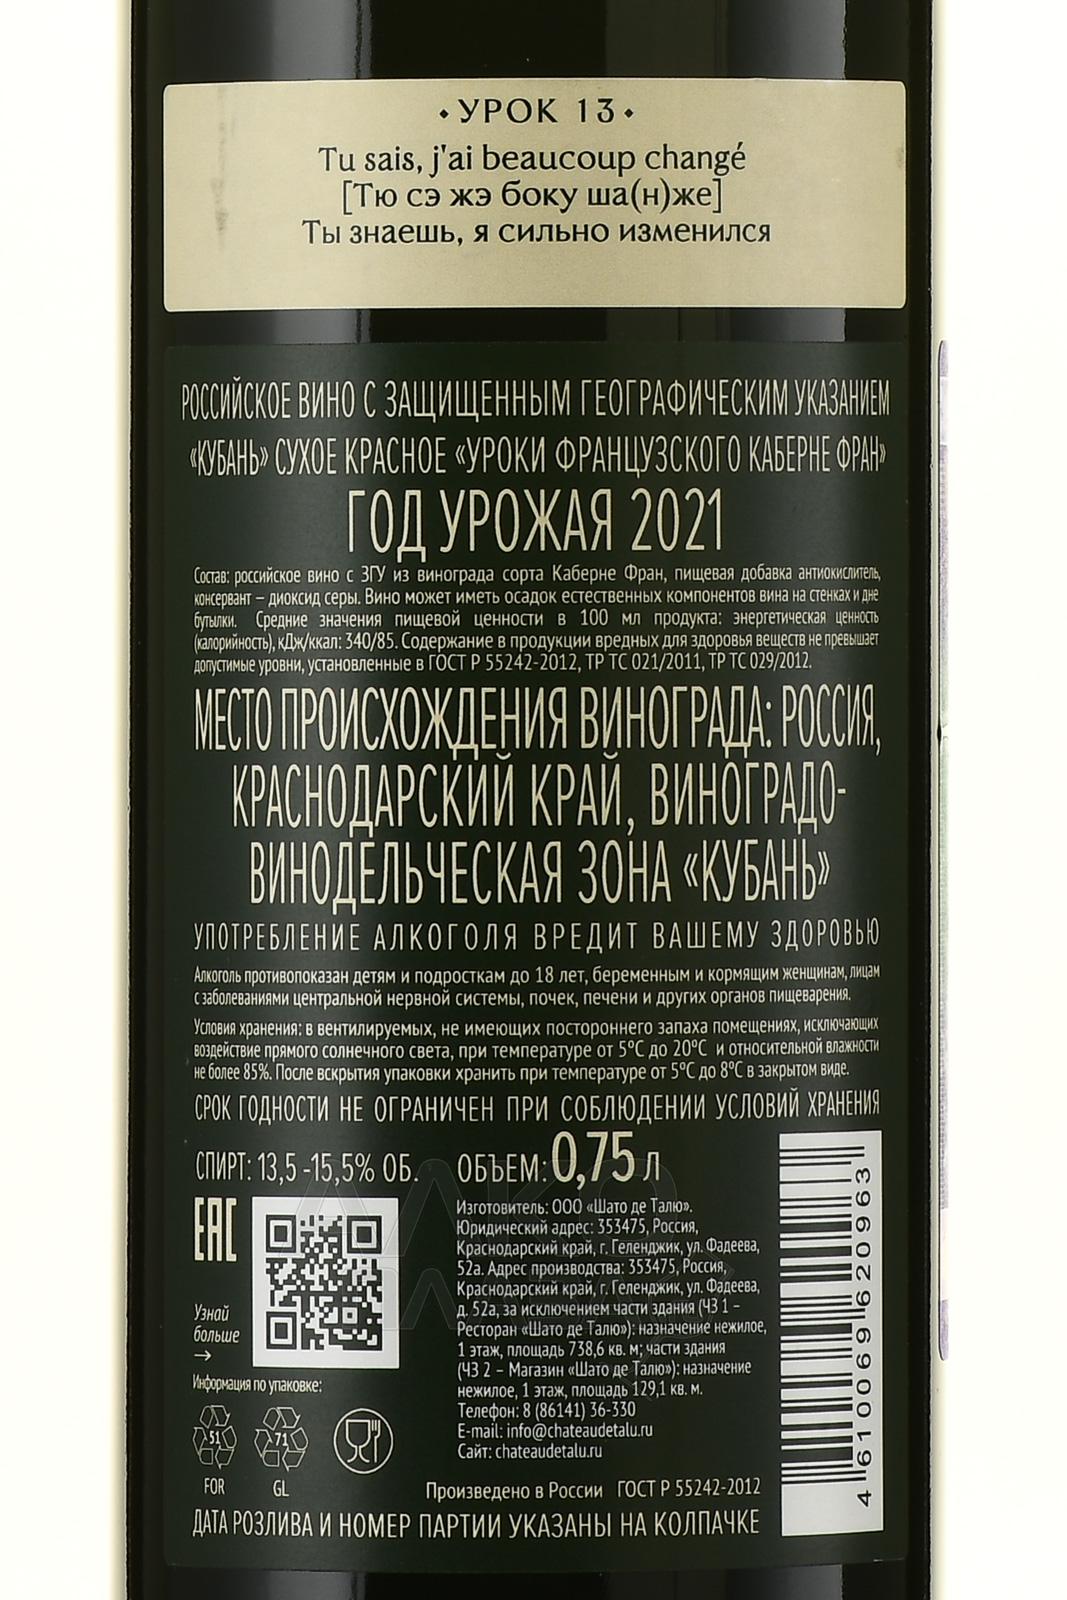 • УРОК 13 •
Tu sais, j'ai beaucoup changé
[Тю сэ жэ боку ша(н)же]
Ты знаешь, я сильно изменился
РОССИЙСКОЕ ВИНО С ЗАЩИЩЕННЫМ ГЕОГРАФИЧЕСКИМ УКАЗАНИЕМ
«КУБАНЬ» СУХОЕ КРАСНОЕ «УРОКИ ФРАНЦУЗСКОГО КАБЕРНЕ ФРАН»
ГОД УРОЖАЯ 2021
Состав: российское вино с ЗГУ из винограда сорта Каберне Фран, пищевая добавка антиокислитель,
консервант – диоксид серы. Вино может иметь осадок естественных компонентов вина на стенках и дне
бутылки. Средние значения пищевой ценности в 100 мл продукта: энергетическая ценность
(калорийность), кДж/ккал: 340/85. Содержание в продукции вредных для здоровья веществ не превышает
допустимые уровни, установленные в ГОСТ Р 55242-2012, ТР ТС 021/2011, ТР ТС 029/2012.
МЕСТО ПРОИСХОЖДЕНИЯ ВИНОГРАДА: РОССИЯ,
КРАСНОДАРСКИЙ КРАЙ, ВИНОГРАДО-
ВИНОДЕЛЬЧЕСКАЯ ЗОНА «КУБАНЬ»
УПОТРЕБЛЕНИЕ АЛКОГОЛЯ ВРЕДИТ ВАШЕМУ ЗДОРОВЬЮ
Алкоголь противопоказан детям и подросткам до 18 лет, беременным и кормящим женщинам, лицам
с заболеваниями центральной нервной системы, почек, печени и других органов пищеварения.
Условия хранения: в вентилируемых, не имеющих постороннего запаха помещениях, исключающих
воздействие прямого солнечного света, при температуре от 5°С до 20°С и относительной влажности
не более 85%. После вскрытия упаковки хранить при температуре от 5°С до 8°С в закрытом виде.
СРОК ГОДНОСТИ НЕ ОГРАНИЧЕН ПРИ СОБЛЮДЕНИИ УСЛОВИЙ ХРАНЕНИЯ
СПИРТ: 13,5 -15,5% ОБ. ОБЪЕМ: 0,75 Л
EAC
Узнай
больше
→
Информация по упаковке:
51
71
FOR
GL
Изготовитель: ООО «Шато де Талю».
Юридический адрес: 353475, Россия,
Краснодарский край, г. Геленджик, ул. Фадеева,
52а. Адрес производства: 353475, Россия,
Краснодарский край, г. Геленджик, ул. Фадеева,
д. 52а, за исключением части здания (ЧЗ 1 –
Ресторан «Шато де Талю»): назначение нежилое,
1 этаж, площадь 738,6 кв. м; части здания
(ЧЗ 2 – Магазин «Шато де Талю»): назначение
нежилое, 1 этаж, площадь 129,1 кв. м.
Телефон: 8 (86141) 36-330
E-mail: info@chateaudetalu.ru
Сайт: chateaudetalu.ru
Произведено в России ГОСТ Р 55242-2012
ДАТА РОЗЛИВА И НОМЕР ПАРТИИ УКАЗАНЫ НА КОЛПАЧКЕ
4 610069 620963